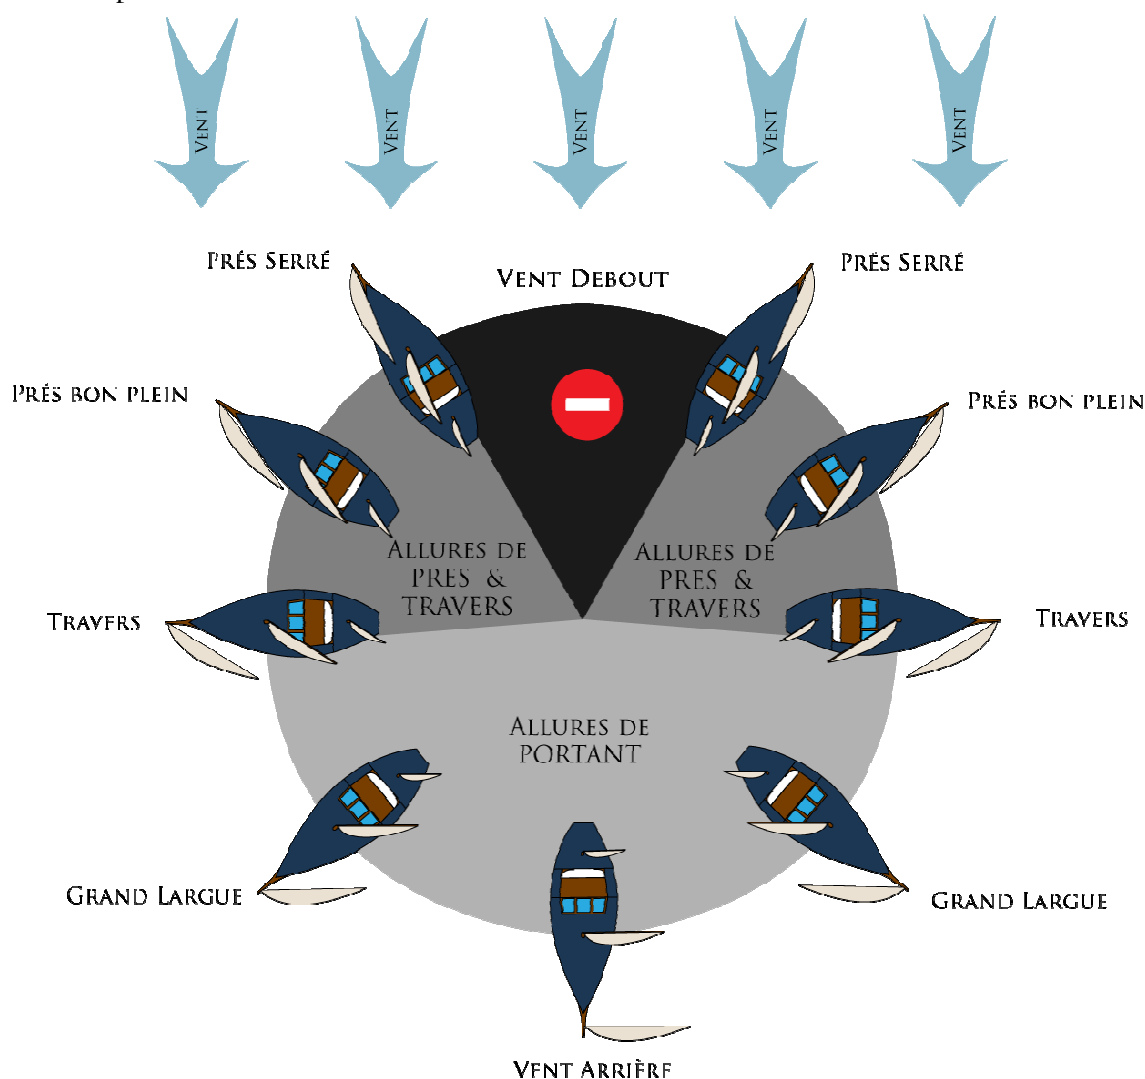 VENT
VENT
VENT
VENT
VENT
PRÉS SERRÉ
VENT DEBOUT
PRÉS SERRÉ
PRÉS BON PLEIN
PRÉS BON PLEIN
ALLURES DE
PRES &
TRAVERS
ALLURES DE
PRES &
TRAVERS
TRAVERS
TRAVERS
ALLURES DE
PORTANT
GRAND LARGUE
GRAND LARGUE
VENT ARRIÈRE